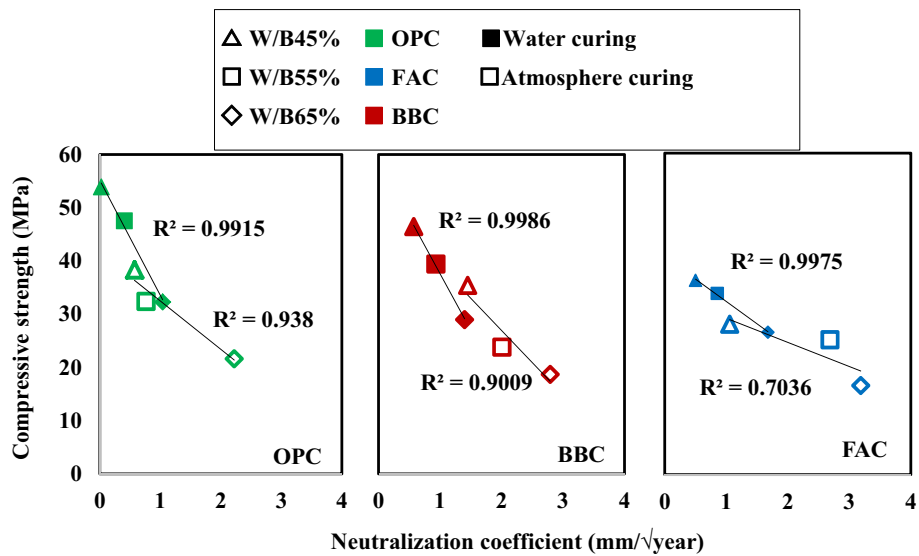 W/B45% OPC Water curing
W/B55% FAC Atmosphere curing
W/B65% BBC
Compressive strength (MPa)
60
50
40
30
20
10
0
R² = 0.9915
R² = 0.938
OPC
0 1 2 3 4
R² = 0.9986
R² = 0.9009
BBC
0 1 2 3 4
R² = 0.9975
R² = 0.7036
FAC
0 1 2 3 4
Neutralization coefficient (mm/√year)